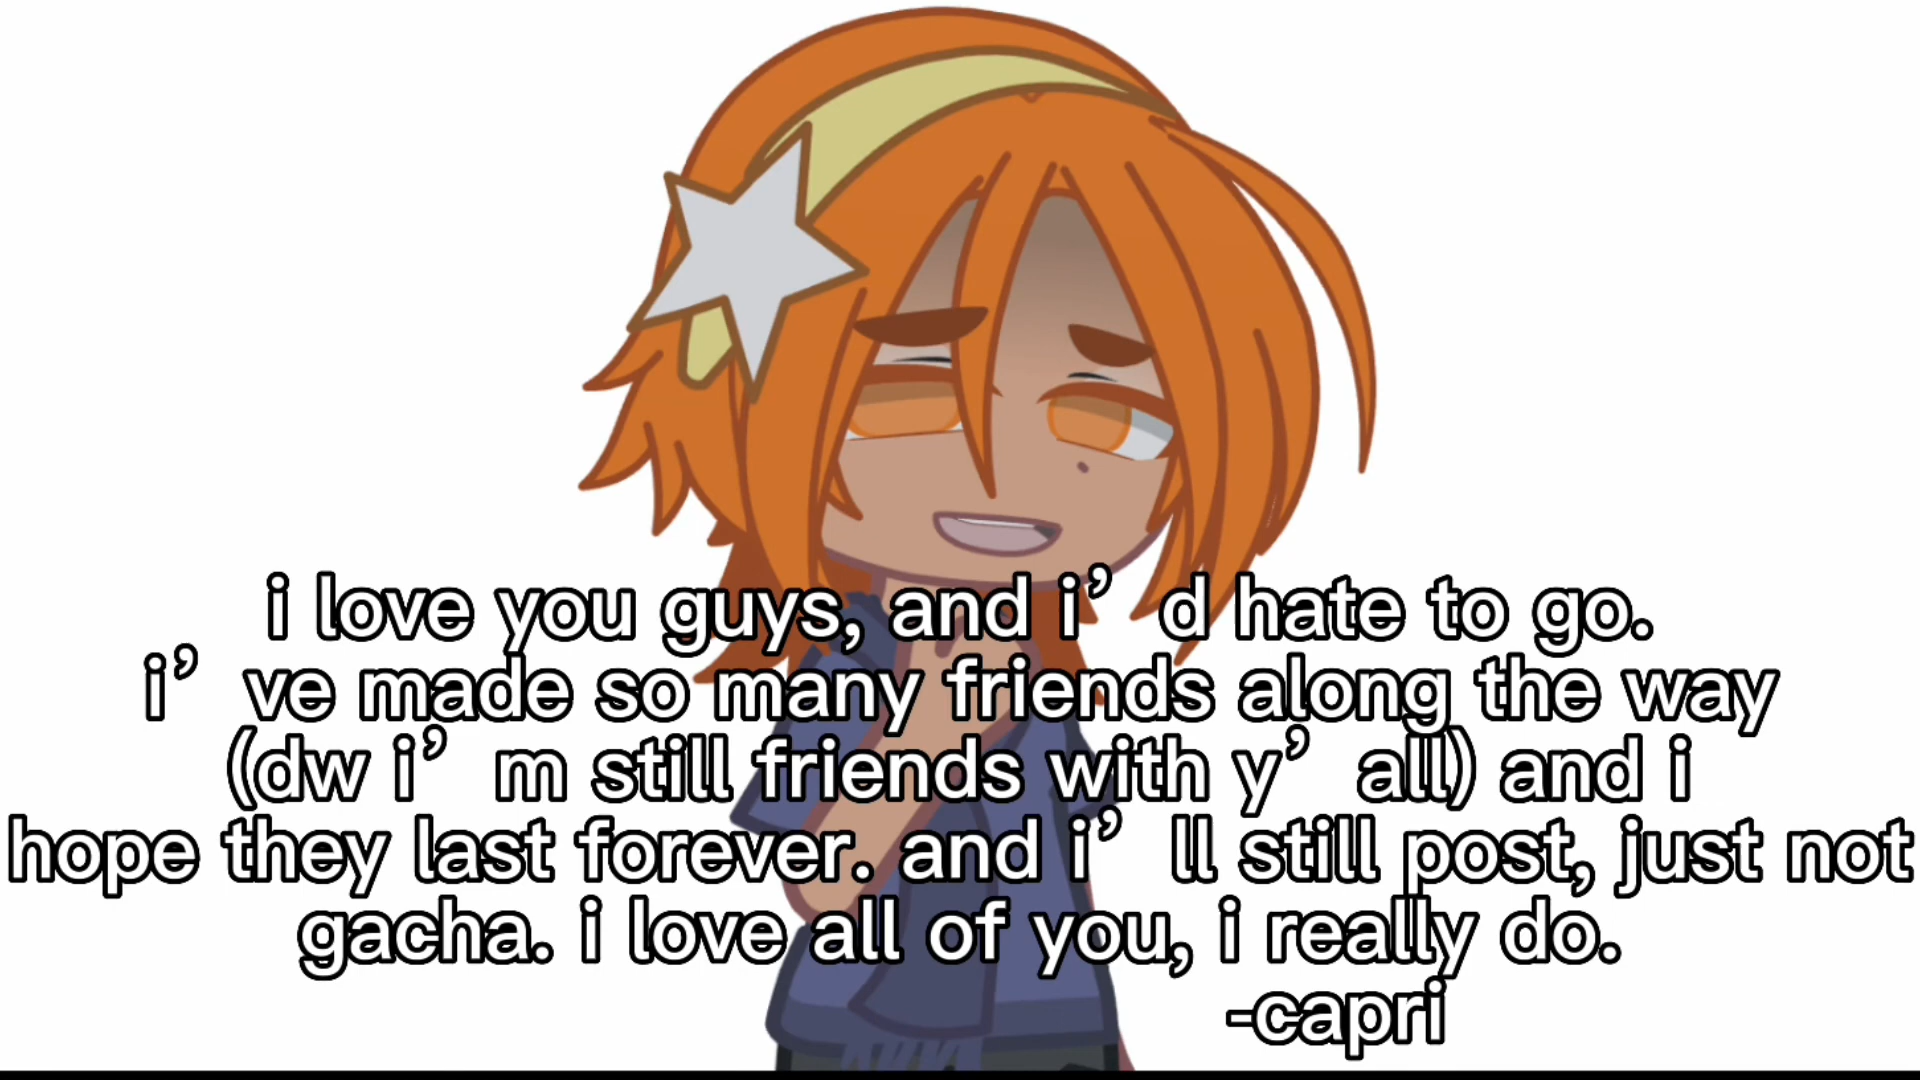 i love you guys, and i’d hate to go.
i’ve made so many friends along the way
(dw i’m still friends with y’all) and i
hope they last forever. and i’ll still post, just not
gacha. i love all of you, i really do.
-capri